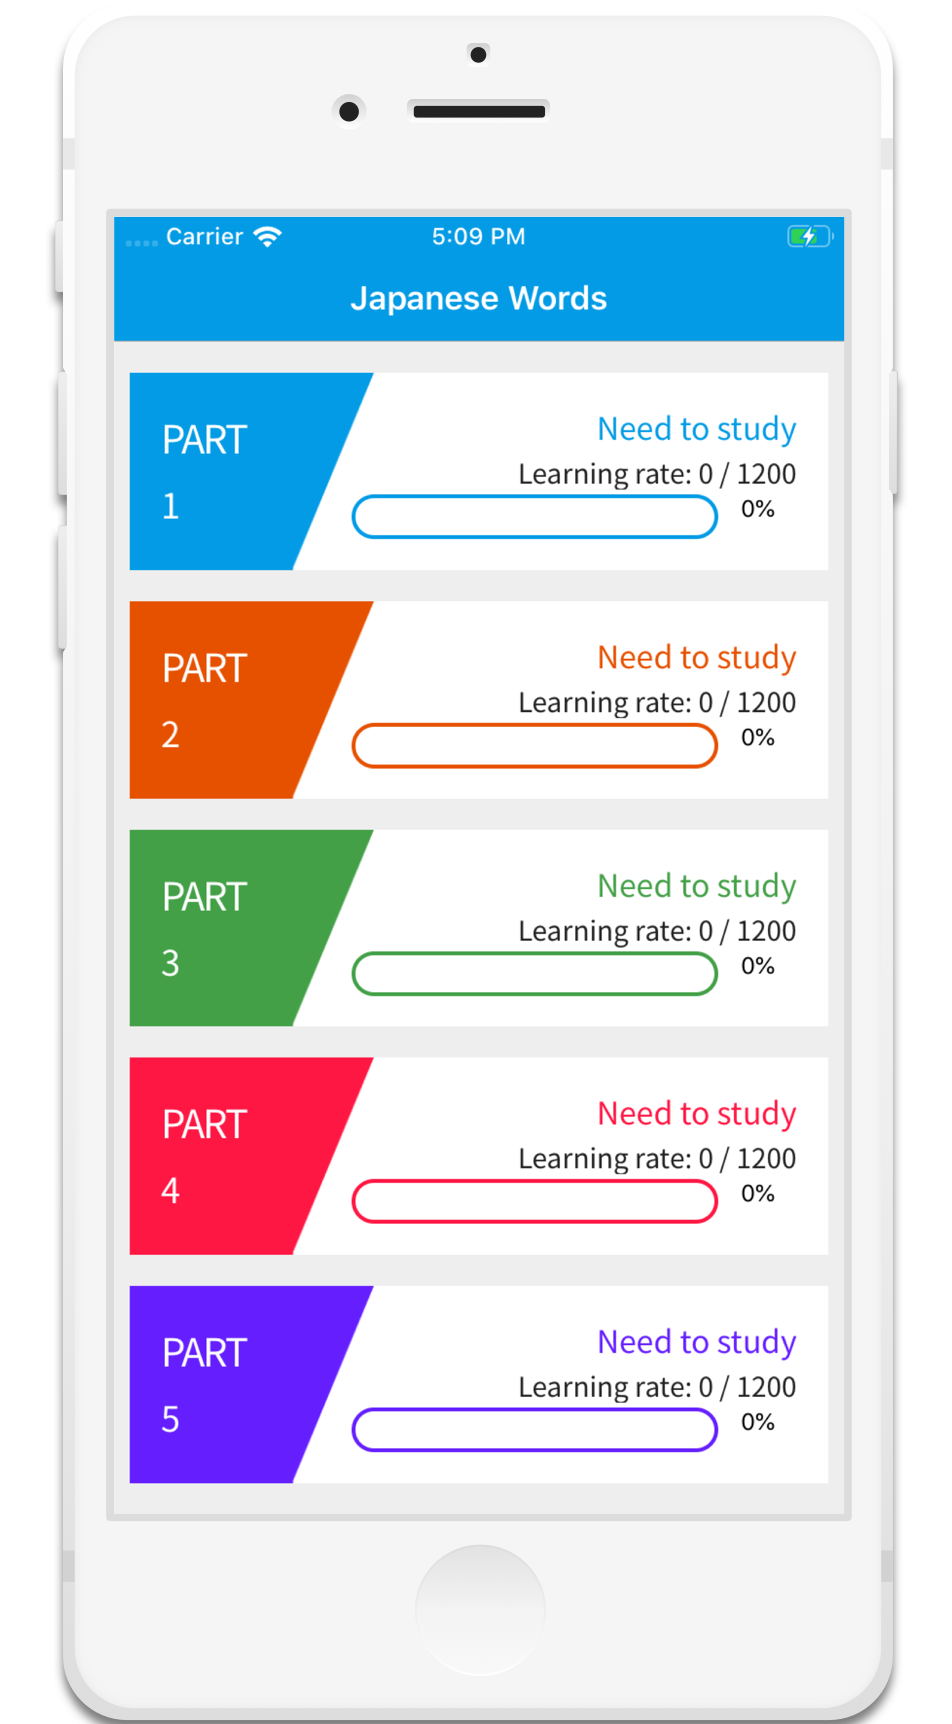 Carrier 5:09 PM
Japanese Words
PART
1
Need to study
Learning rate: 0 / 1200
0%
PART
2
Need to study
Learning rate: 0 / 1200
0%
PART
3
Need to study
Learning rate: 0 / 1200
0%
PART
4
Need to study
Learning rate: 0 / 1200
0%
PART
5
Need to study
Learning rate: 0 / 1200
0%